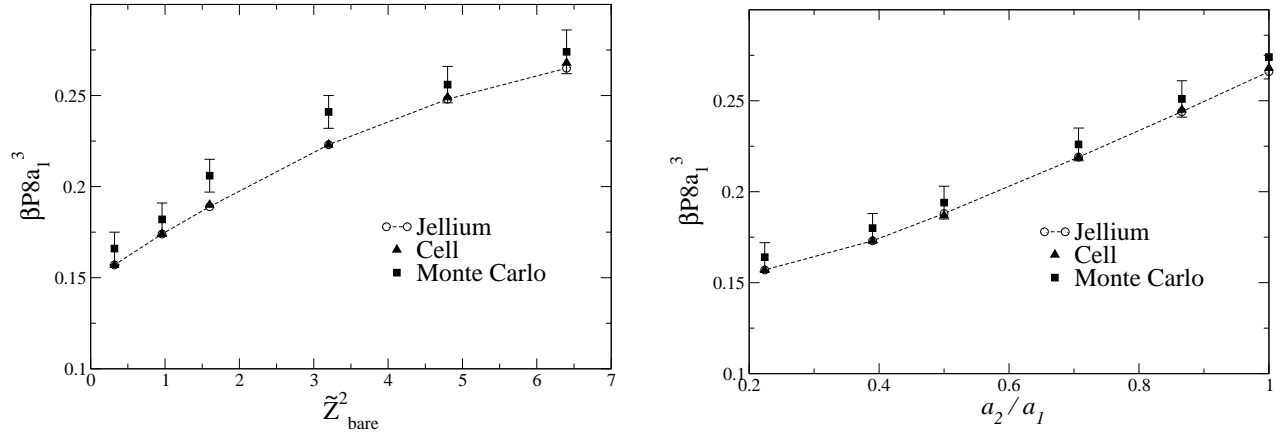 0.25
0.2
0.15
0.1
βP8a₁³
0 1 2 3 4 5 6 7
Z̃²bare
Jellium
Cell
Monte Carlo
0.25
0.2
0.15
0.1
βP8a₁³
0.2 0.4 0.6 0.8 1
a₂ / a₁
Jellium
Cell
Monte Carlo